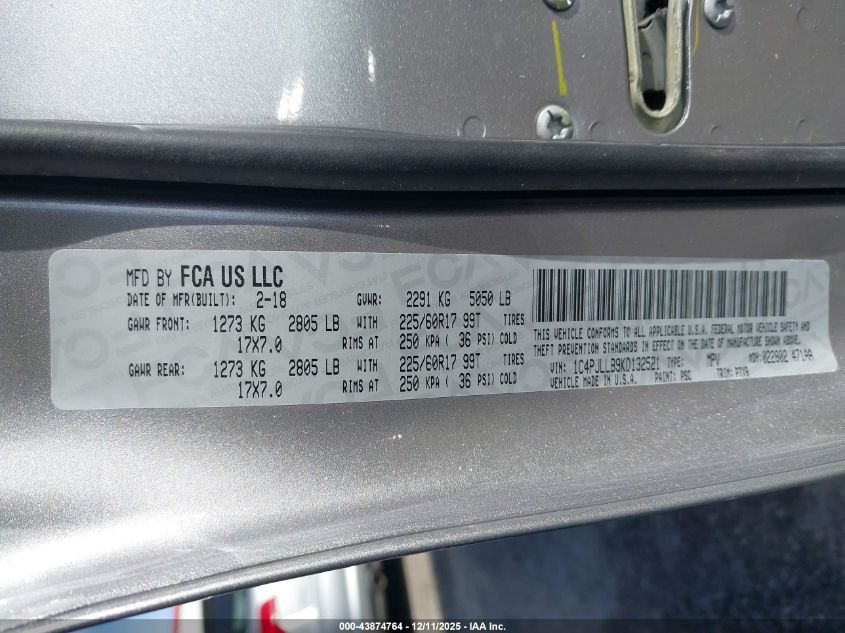 MFD BY FCA US LLC
DATE OF MFR(BUILT): 2-18 GVWR: 2291 KG 5050 LB
GAWR FRONT: 1273 KG 2805 LB WITH 225/60R17 99T TIRES
17X7.0 RIMS AT 250 KPA ( 36 PSI) COLD
GAWR REAR: 1273 KG 2805 LB WITH 225/60R17 99T TIRES
17X7.0 RIMS AT 250 KPA ( 36 PSI) COLD
THIS VEHICLE CONFORMS TO ALL APPLICABLE U.S.A. FEDERAL MOTOR VEHICLE SAFETY AND
THEFT PREVENTION STANDARDS IN EFFECT ON THE DATE OF MANUFACTURE SHOWN ABOVE.
VIN: 1C4PJLLB9KD132521 TYPE: MPV MDH: 022802 471AA
MADE IN U.S.A. PAINT: PSC TRIM:
000-43874764 - 12/11/2025 - IAA Inc.